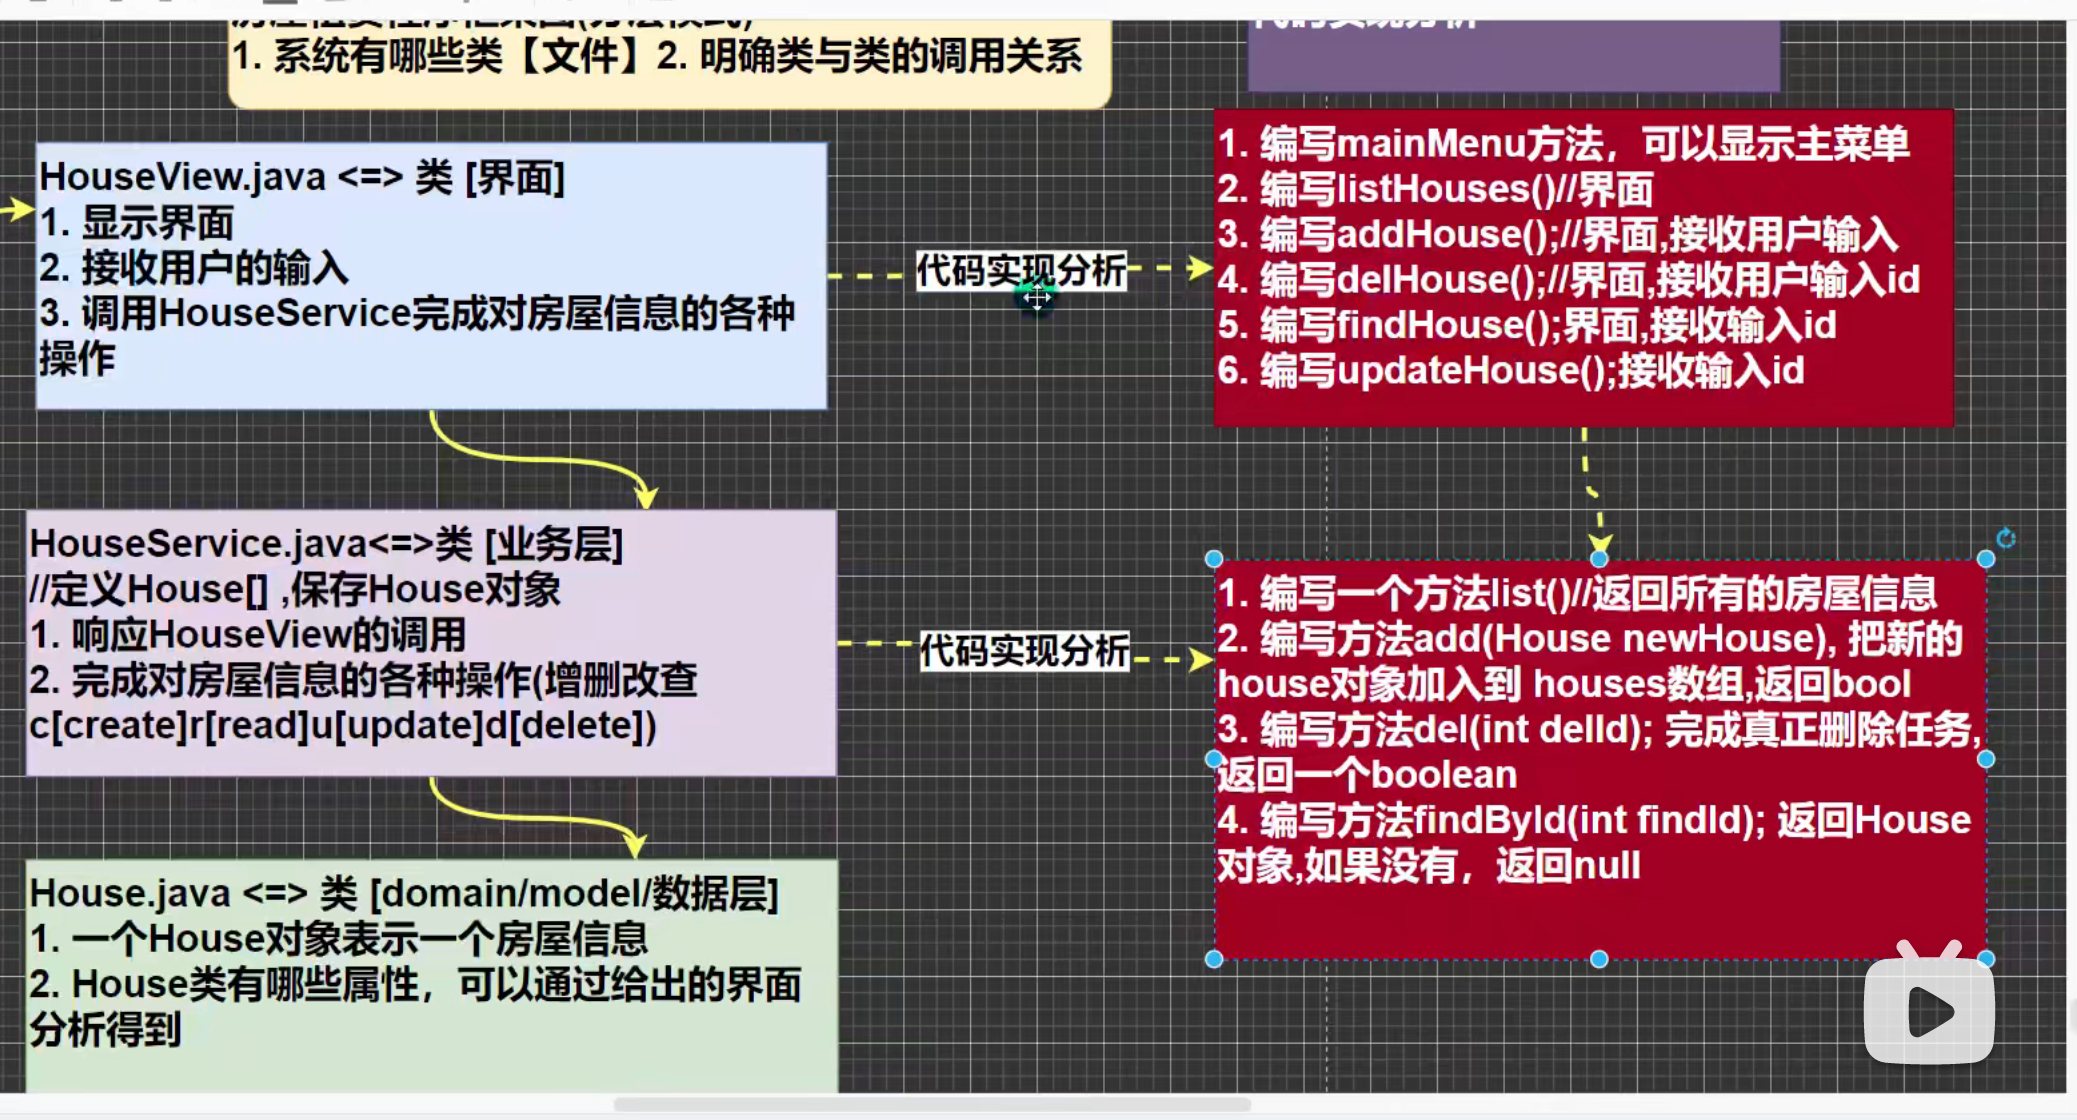 1. 系统有哪些类【文件】2. 明确类与类的调用关系
代码实现分析
HouseView.java <=> 类 [界面]
1. 显示界面
2. 接收用户的输入
3. 调用HouseService完成对房屋信息的各种
操作
代码实现分析
1. 编写mainMenu方法，可以显示主菜单
2. 编写listHouses()//界面
3. 编写addHouse();//界面,接收用户输入
4. 编写delHouse();//界面,接收用户输入id
5. 编写findHouse();界面,接收输入id
6. 编写updateHouse();接收输入id
HouseService.java<=>类 [业务层]
//定义House[] ,保存House对象
1. 响应HouseView的调用
2. 完成对房屋信息的各种操作(增删改查
c[create]r[read]u[update]d[delete])
代码实现分析
1. 编写一个方法list()//返回所有的房屋信息
2. 编写方法add(House newHouse), 把新的
house对象加入到 houses数组,返回bool
3. 编写方法del(int delId); 完成真正删除任务,
返回一个boolean
4. 编写方法findById(int findId); 返回House
对象,如果没有，返回null
House.java <=> 类 [domain/model/数据层]
1. 一个House对象表示一个房屋信息
2. House类有哪些属性，可以通过给出的界面
分析得到